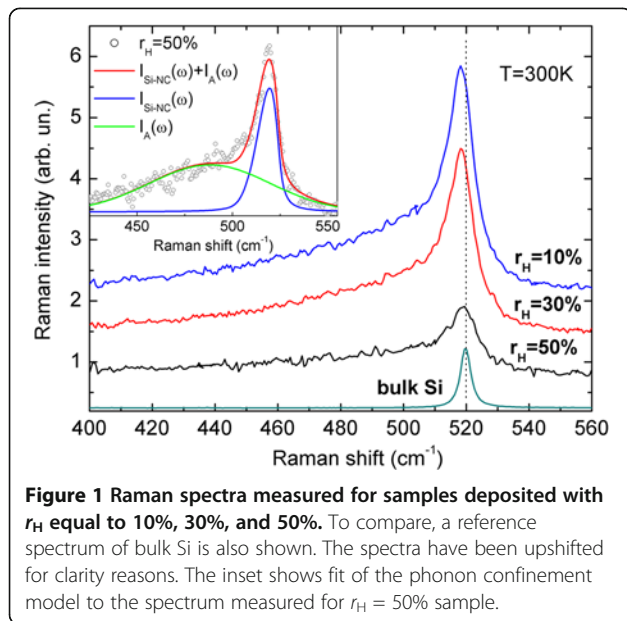 r_H=50%
I_Si-NC(ω)+I_A(ω)
I_Si-NC(ω)
I_A(ω)
450 500 550
Raman shift (cm⁻¹)
T=300K
6
5
4
3
2
1
Raman intensity (arb. un.)
r_H=10%
r_H=30%
r_H=50%
bulk Si
400 420 440 460 480 500 520 540 560
Raman shift (cm⁻¹)
Figure 1 Raman spectra measured for samples deposited with
r_H equal to 10%, 30%, and 50%. To compare, a reference
spectrum of bulk Si is also shown. The spectra have been upshifted
for clarity reasons. The inset shows fit of the phonon confinement
model to the spectrum measured for r_H = 50% sample.